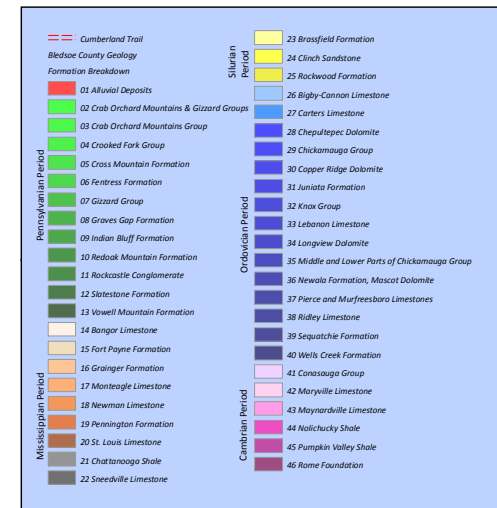 Cumberland Trail
Bledsoe County Geology
Formation Breakdown
Pennsylvanian Period
01 Alluvial Deposits
02 Crab Orchard Mountains & Gizzard Groups
03 Crab Orchard Mountains Group
04 Crooked Fork Group
05 Cross Mountain Formation
06 Fentress Formation
07 Gizzard Group
08 Graves Gap Formation
09 Indian Bluff Formation
10 Redoak Mountain Formation
11 Rockcastle Conglomerate
12 Slatestone Formation
13 Vowell Mountain Formation
Mississippian Period
14 Bangor Limestone
15 Fort Payne Formation
16 Grainger Formation
17 Monteagle Limestone
18 Newman Limestone
19 Pennington Formation
20 St. Louis Limestone
21 Chattanooga Shale
22 Sneedville Limestone
Silurian Period
23 Brassfield Formation
24 Clinch Sandstone
25 Rockwood Formation
Ordovician Period
26 Bigby-Cannon Limestone
27 Carters Limestone
28 Chepultepec Dolomite
29 Chickamauga Group
30 Copper Ridge Dolomite
31 Juniata Formation
32 Knox Group
33 Lebanon Limestone
34 Longview Dolomite
35 Middle and Lower Parts of Chickamauga Group
36 Newala Formation, Mascot Dolomite
37 Pierce and Murfreesboro Limestones
38 Ridley Limestone
39 Sequatchie Formation
40 Wells Creek Formation
Cambrian Period
41 Conasauga Group
42 Maryville Limestone
43 Maynardville Limestone
44 Nolichucky Shale
45 Pumpkin Valley Shale
46 Rome Foundation